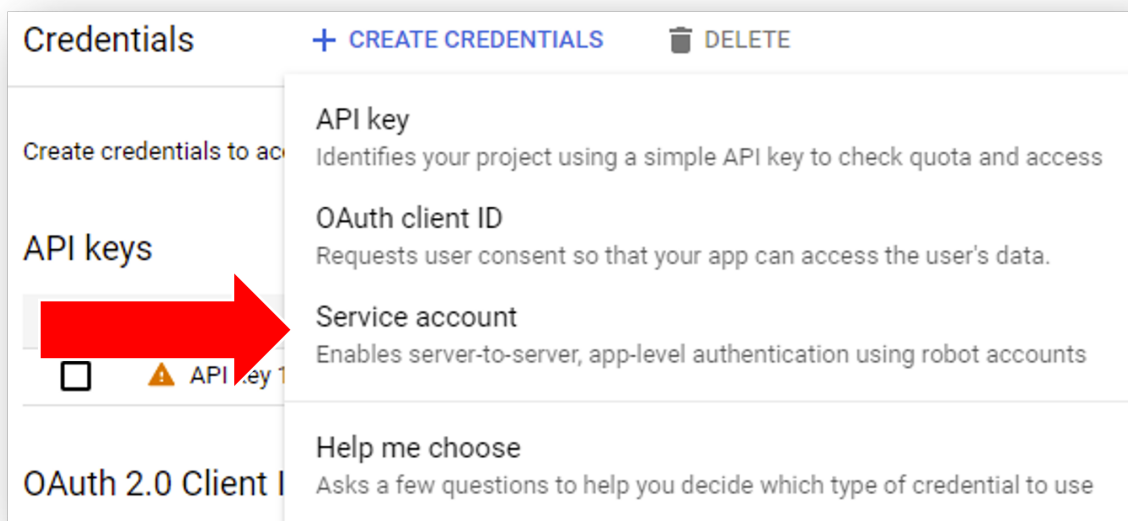 Credentials
+ CREATE CREDENTIALS
DELETE
API key
Identifies your project using a simple API key to check quota and access
Create credentials to
OAuth client ID
Requests user consent so that your app can access the user's data.
API keys
Service account
Enables server-to-server, app-level authentication using robot accounts
API key 1
Help me choose
Asks a few questions to help you decide which type of credential to use
OAuth 2.0 Client